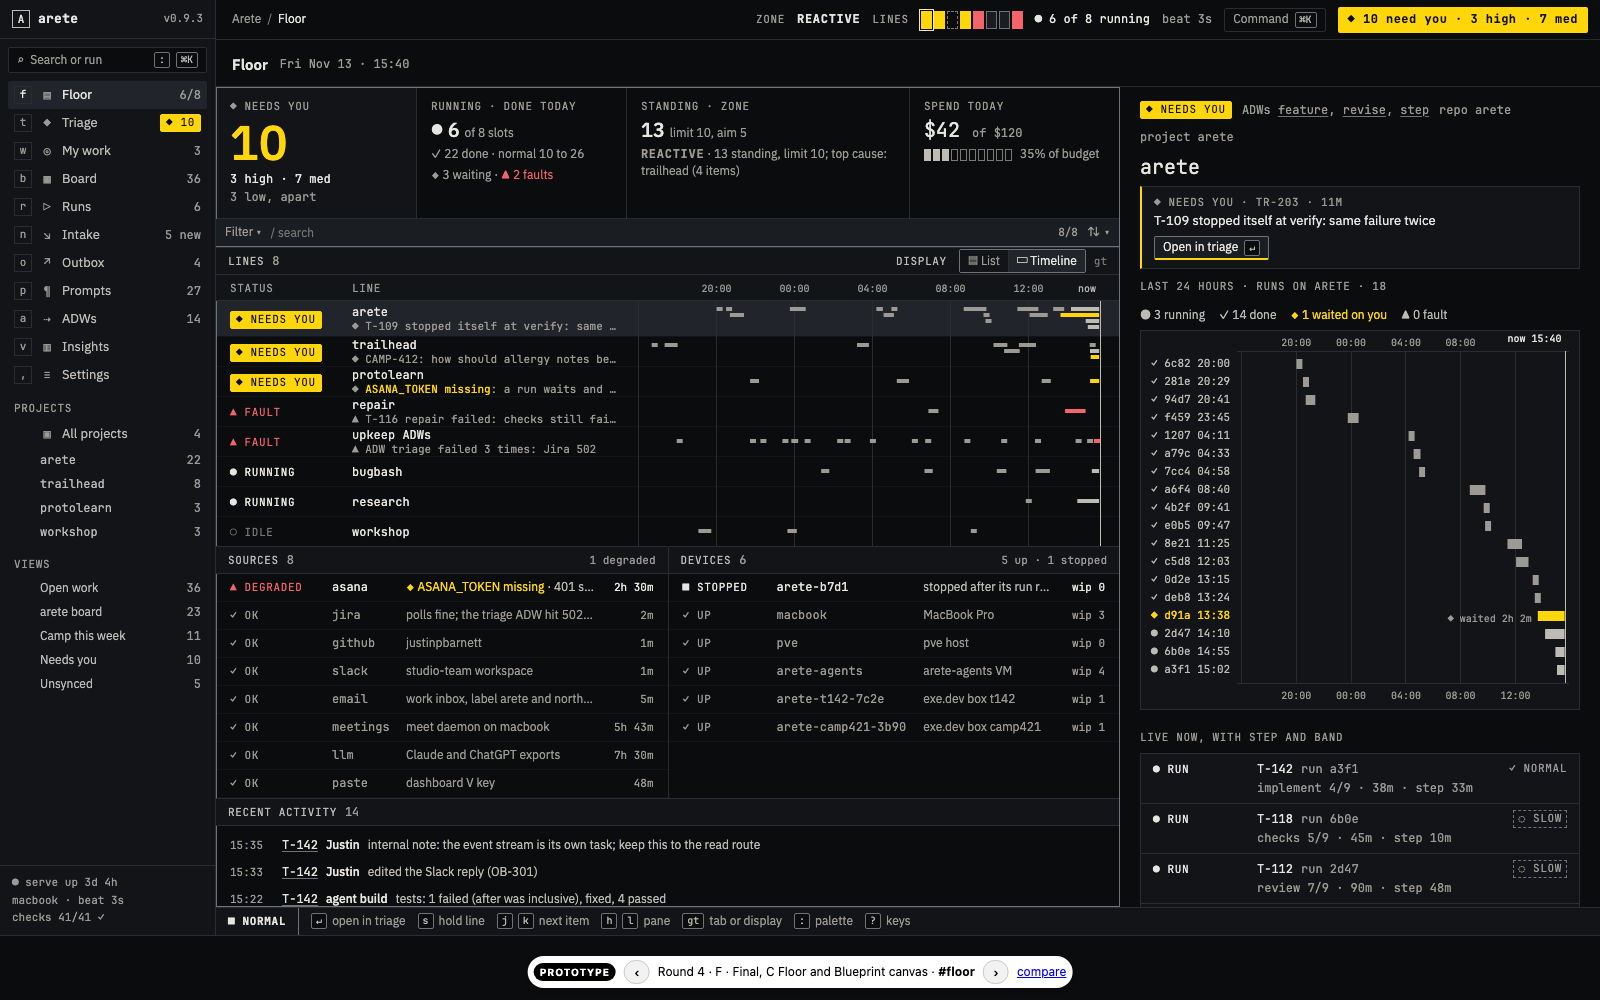 A arete v0.9.3
Search or run : ⌘K
f Floor 6/8
t Triage ◆ 10
w My work 3
b Board 36
r Runs 6
n Intake 5 new
o Outbox 4
p Prompts 27
a ADWs 14
v Insights
, Settings
PROJECTS
All projects 4
arete 22
trailhead 8
protolearn 3
workshop 3
VIEWS
Open work 36
arete board 23
Camp this week 11
Needs you 10
Unsynced 5
● serve up 3d 4h
macbook · beat 3s
checks 41/41 ✓
Arete / Floor
ZONE REACTIVE LINES ● 6 of 8 running beat 3s Command ⌘K ◆ 10 need you · 3 high · 7 med
Floor Fri Nov 13 · 15:40
◆ NEEDS YOU
10
3 high · 7 med
3 low, apart
RUNNING · DONE TODAY
● 6 of 8 slots
✓ 22 done · normal 10 to 26
◆ 3 waiting · ▲ 2 faults
STANDING · ZONE
13 limit 10, aim 5
REACTIVE · 13 standing, limit 10; top cause:
trailhead (4 items)
SPEND TODAY
$42 of $120
35% of budget
Filter ▾ / search 8/8 ⇅ ▾
LINES 8 DISPLAY List Timeline gt
STATUS LINE 20:00 00:00 04:00 08:00 12:00 now
◆ NEEDS YOU arete
◆ T-109 stopped itself at verify: same …
◆ NEEDS YOU trailhead
◆ CAMP-412: how should allergy notes be…
◆ NEEDS YOU protolearn
◆ ASANA_TOKEN missing: a run waits and …
▲ FAULT repair
▲ T-116 repair failed: checks still fai…
▲ FAULT upkeep ADWs
▲ ADW triage failed 3 times: Jira 502
● RUNNING bugbash
● RUNNING research
○ IDLE workshop
SOURCES 8 1 degraded
▲ DEGRADED asana ◆ ASANA_TOKEN missing · 401 s… 2h 30m
✓ OK jira polls fine; the triage ADW hit 502… 2m
✓ OK github justinpbarnett 1m
✓ OK slack studio-team workspace 1m
✓ OK email work inbox, label arete and north… 5m
✓ OK meetings meet daemon on macbook 5h 43m
✓ OK llm Claude and ChatGPT exports 7h 30m
✓ OK paste dashboard V key 48m
DEVICES 6 5 up · 1 stopped
■ STOPPED arete-b7d1 stopped after its run r… wip 0
✓ UP macbook MacBook Pro wip 3
✓ UP pve pve host wip 0
✓ UP arete-agents arete-agents VM wip 4
✓ UP arete-t142-7c2e exe.dev box t142 wip 1
✓ UP arete-camp421-3b90 exe.dev box camp421 wip 1
RECENT ACTIVITY 14
15:35 T-142 Justin internal note: the event stream is its own task; keep this to the read route
15:33 T-142 Justin edited the Slack reply (OB-301)
15:22 T-142 agent build tests: 1 failed (after was inclusive), fixed, 4 passed
■ NORMAL ↵ open in triage s hold line j k next item h l pane gt tab or display : palette ? keys
◆ NEEDS YOU ADWs feature, revise, step repo arete
project arete
arete
◆ NEEDS YOU · TR-203 · 11M
T-109 stopped itself at verify: same failure twice
Open in triage ↵
LAST 24 HOURS · RUNS ON ARETE · 18
● 3 running ✓ 14 done ◆ 1 waited on you ▲ 0 fault
20:00 00:00 04:00 08:00 now 15:40
✓ 6c82 20:00
✓ 281e 20:29
✓ 94d7 20:41
✓ f459 23:45
✓ 1207 04:11
✓ a79c 04:33
✓ 7cc4 04:58
✓ a6f4 08:40
✓ 4b2f 09:41
✓ e0b5 09:47
✓ 8e21 11:25
✓ c5d8 12:03
✓ 0d2e 13:15
✓ deb8 13:24
◆ d91a 13:38 ◆ waited 2h 2m
● 2d47 14:10
● 6b0e 14:55
● a3f1 15:02
20:00 00:00 04:00 08:00 12:00
LIVE NOW, WITH STEP AND BAND
● RUN T-142 run a3f1 ✓ NORMAL
implement 4/9 · 38m · step 33m
● RUN T-118 run 6b0e SLOW
checks 5/9 · 45m · step 10m
● RUN T-112 run 2d47 SLOW
review 7/9 · 90m · step 48m
PROTOTYPE ‹ Round 4 · F · Final, C Floor and Blueprint canvas · #floor › compare